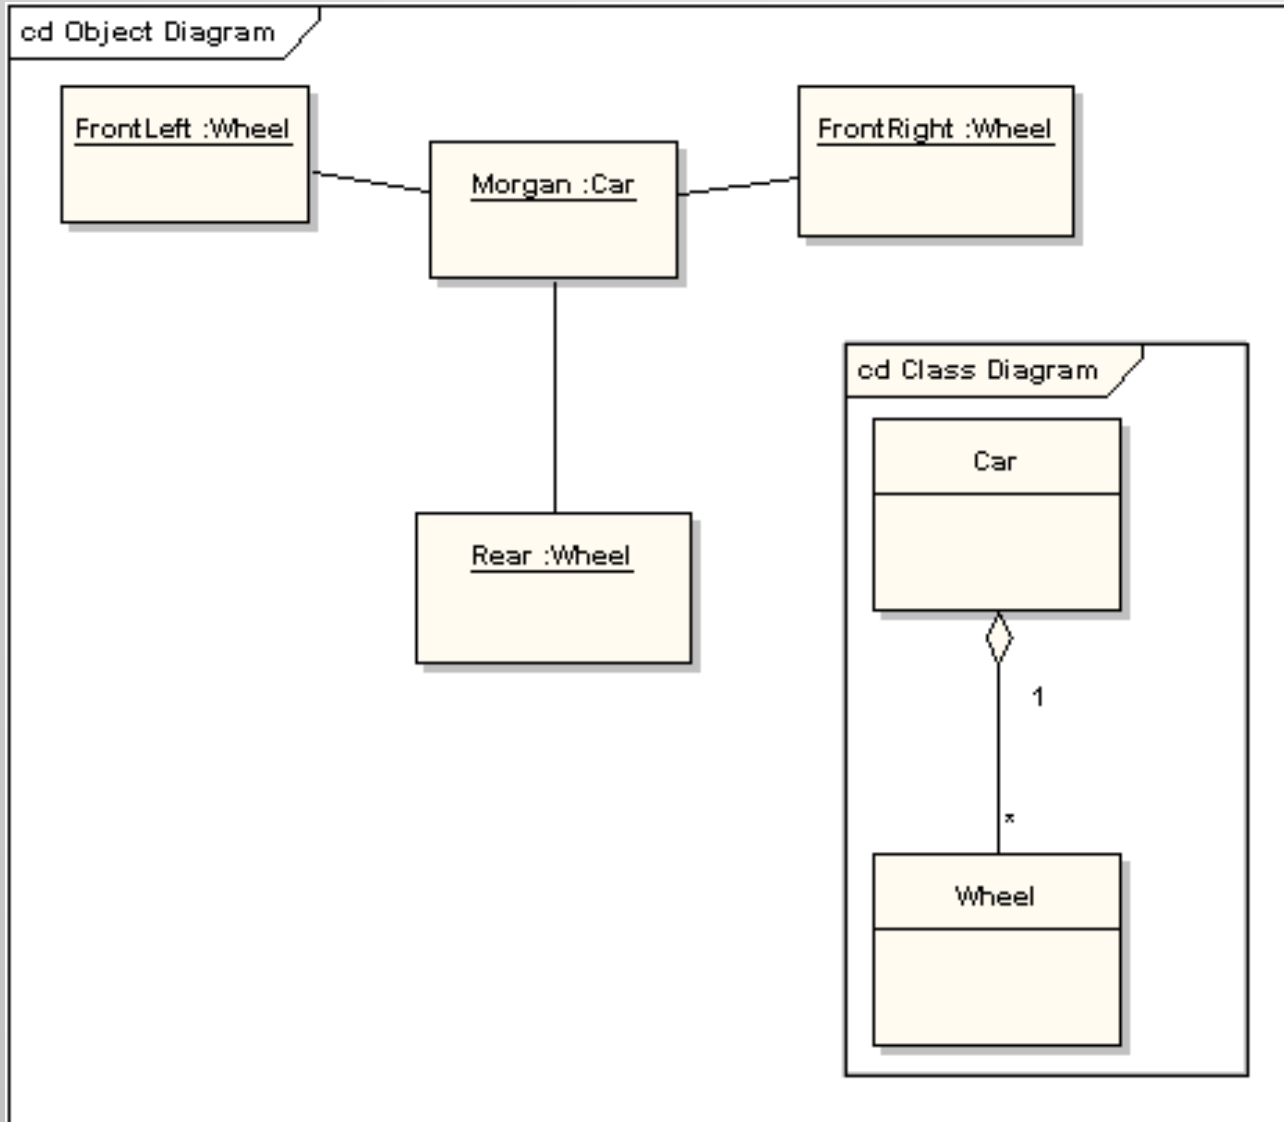 cd Object Diagram
FrontLeft :Wheel
FrontRight :Wheel
Morgan :Car
Rear :Wheel
cd Class Diagram
Car
1
*
Wheel